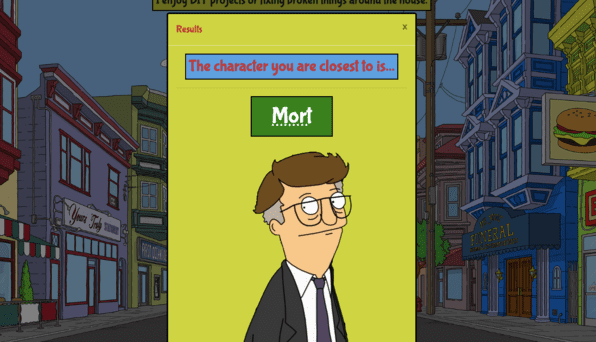 I enjoy DIY projects or fixing broken things around the house.
Results
x
The character you are closest to is...
Mort
Yours Truly
FUNERAL